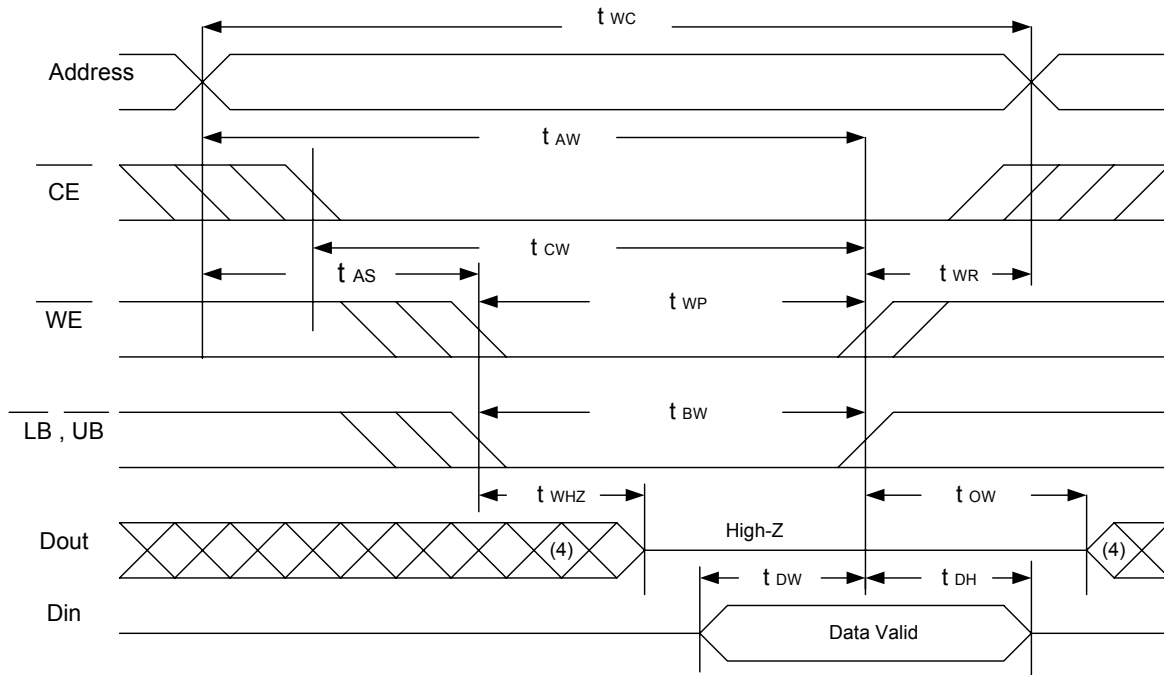 t WC
Address
t AW
CE
t CW
t AS
t WR
WE
t WP
LB , UB
t BW
t WHZ
t OW
Dout
(4)
High-Z
(4)
t DW
t DH
Din
Data Valid